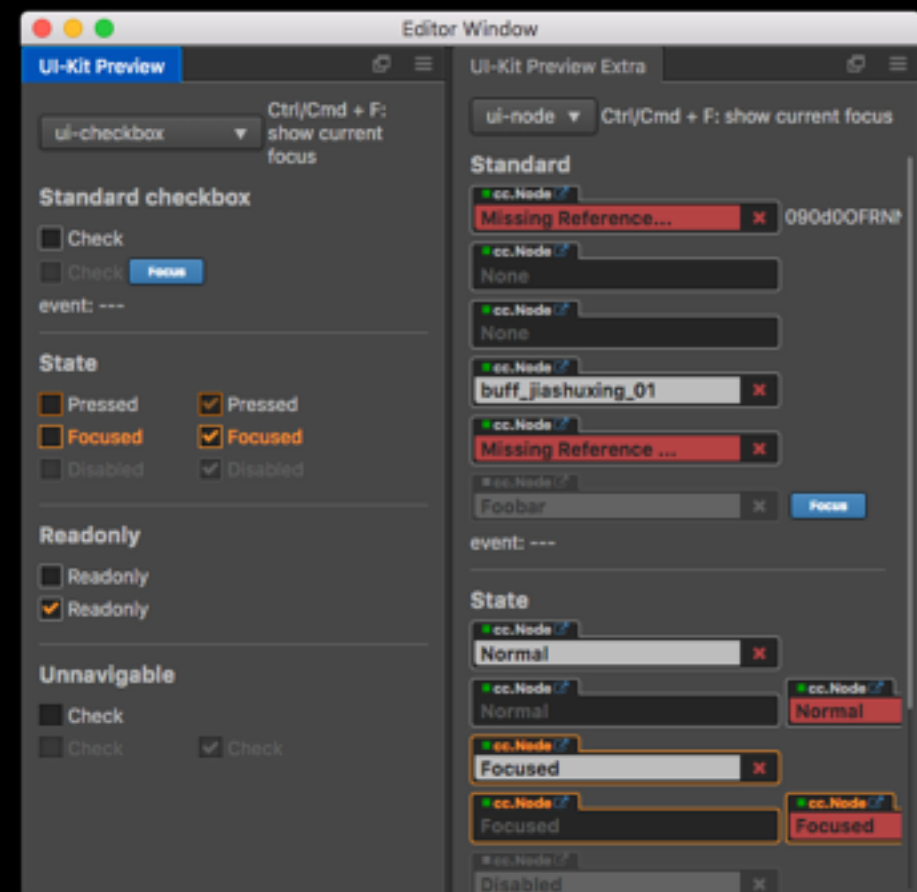 Editor Window
UI-Kit Preview
ui-checkbox
Ctrl/Cmd + F:
show current
focus
Standard checkbox
Check
Check Focus
event: ---
State
Pressed Pressed
Focused Focused
Disabled Disabled
Readonly
Readonly
Readonly
Unnavigable
Check
Check Check
UI-Kit Preview Extra
ui-node Ctrl/Cmd + F: show current focus
Standard
cc.Node
Missing Reference...
cc.Node
None
cc.Node
None
cc.Node
buff_jiashuxing_01
cc.Node
Missing Reference ...
cc.Node
Foobar Focus
event: ---
State
cc.Node
Normal
cc.Node cc.Node
Normal Normal
cc.Node
Focused
cc.Node cc.Node
Focused Focused
cc.Node
Disabled